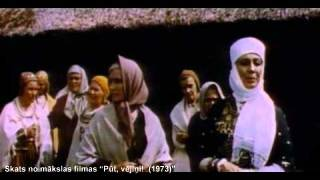 Skats no mākslas filmas “Pūt, vējiņi! (1973)”